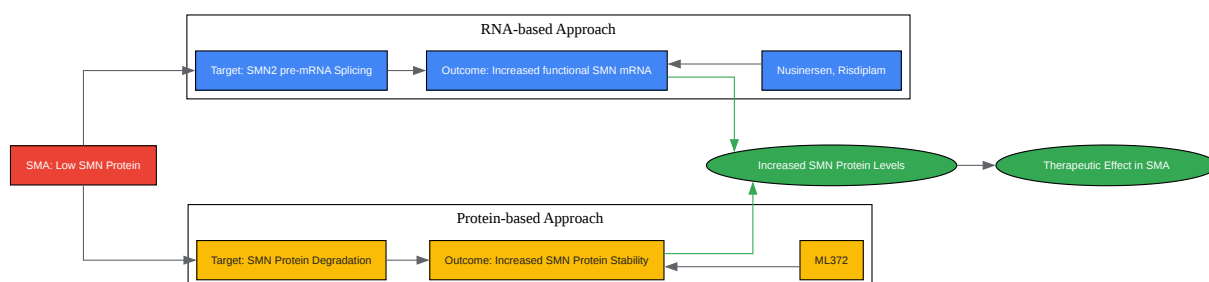 RNA-based Approach
Target: SMN2 pre-mRNA Splicing
Outcome: Increased functional SMN mRNA
Nusinersen, Risdiplam
SMA: Low SMN Protein
Increased SMN Protein Levels
Therapeutic Effect in SMA
Protein-based Approach
Target: SMN Protein Degradation
Outcome: Increased SMN Protein Stability
ML372